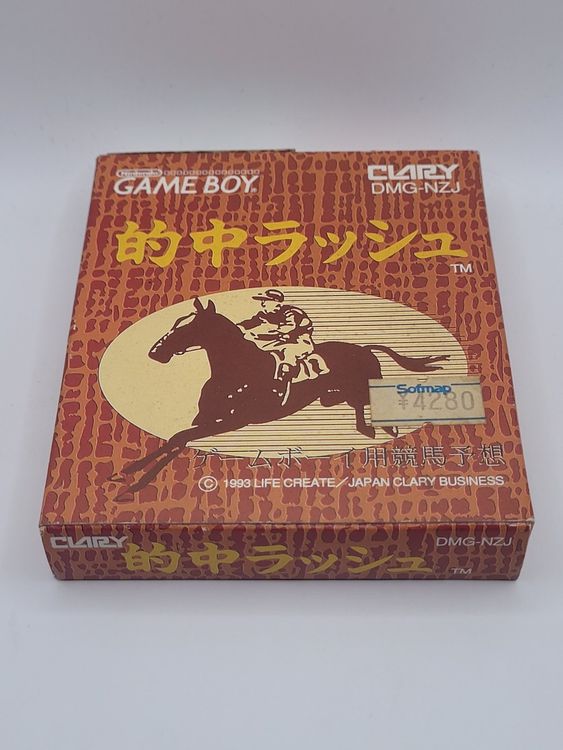 Nintendo
GAME BOY
CLARY
DMG-NZJ
的中ラッシュ
TM
Sofmap
¥4280
ゲームボーイ用競馬予想
© 1993 LIFE CREATE/JAPAN CLARY BUSINESS
CLARY
的中ラッシュ
TM
DMG-NZJ